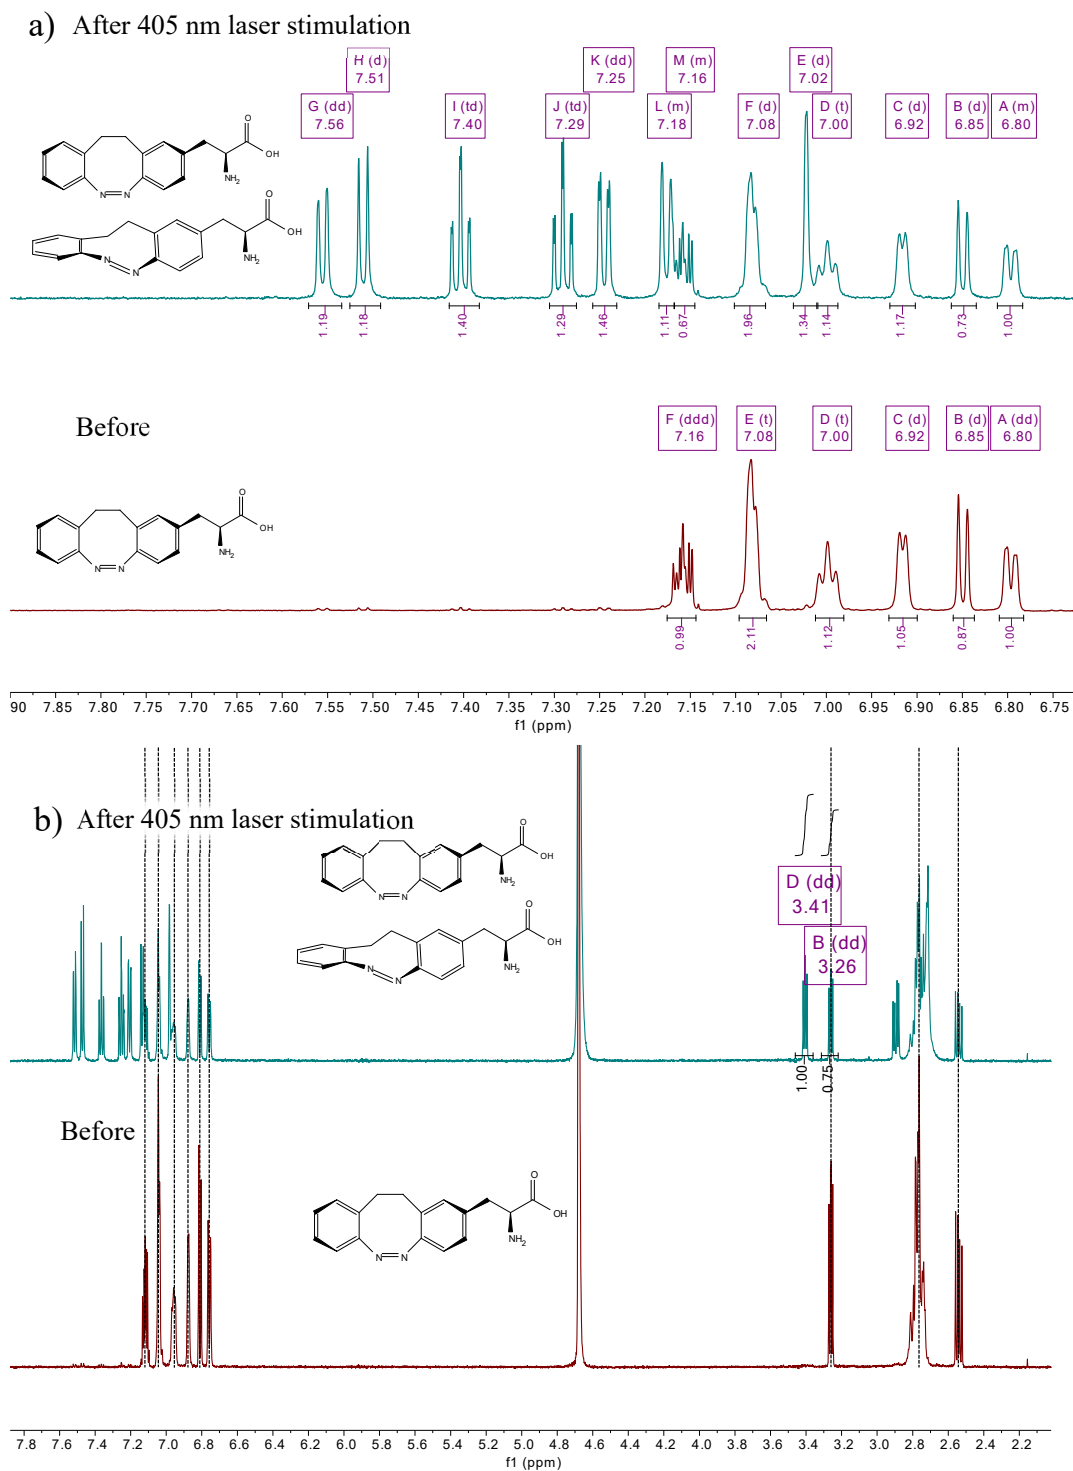 a) After 405 nm laser stimulation
H (d)
7.51
K (dd)
7.25
M (m)
7.16
E (d)
7.02
G (dd)
7.56
I (td)
7.40
J (td)
7.29
L (m)
7.18
F (d)
7.08
D (t)
7.00
C (d)
6.92
B (d)
6.85
A (m)
6.80
O
OH
NH2
N=N
O
OH
NH2
N=N
1.19
1.18
1.40
1.29
1.46
1.11
0.67
1.96
1.34
1.14
1.17
0.73
1.00
Before
F (ddd)
7.16
E (t)
7.08
D (t)
7.00
C (d)
6.92
B (d)
6.85
A (dd)
6.80
O
OH
NH2
N=N
0.99
2.11
1.12
1.05
0.87
1.00
90 7.85 7.80 7.75 7.70 7.65 7.60 7.55 7.50 7.45 7.40 7.35 7.30 7.25 7.20 7.15 7.10 7.05 7.00 6.95 6.90 6.85 6.80 6.75
f1 (ppm)
b) After 405 nm laser stimulation
O
OH
NH2
N=N
O
OH
NH2
N=N
D (dd)
3.41
B (dd)
3.26
1.00
0.75
Before
O
OH
NH2
N=N
7.8 7.6 7.4 7.2 7.0 6.8 6.6 6.4 6.2 6.0 5.8 5.6 5.4 5.2 5.0 4.8 4.6 4.4 4.2 4.0 3.8 3.6 3.4 3.2 3.0 2.8 2.6 2.4 2.2
f1 (ppm)